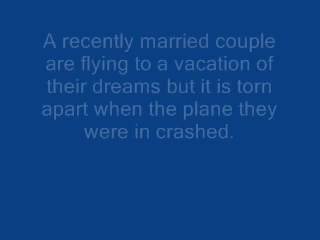 A recently married couple
are flying to a vacation of
their dreams but it is torn
apart when the plane they
were in crashed.